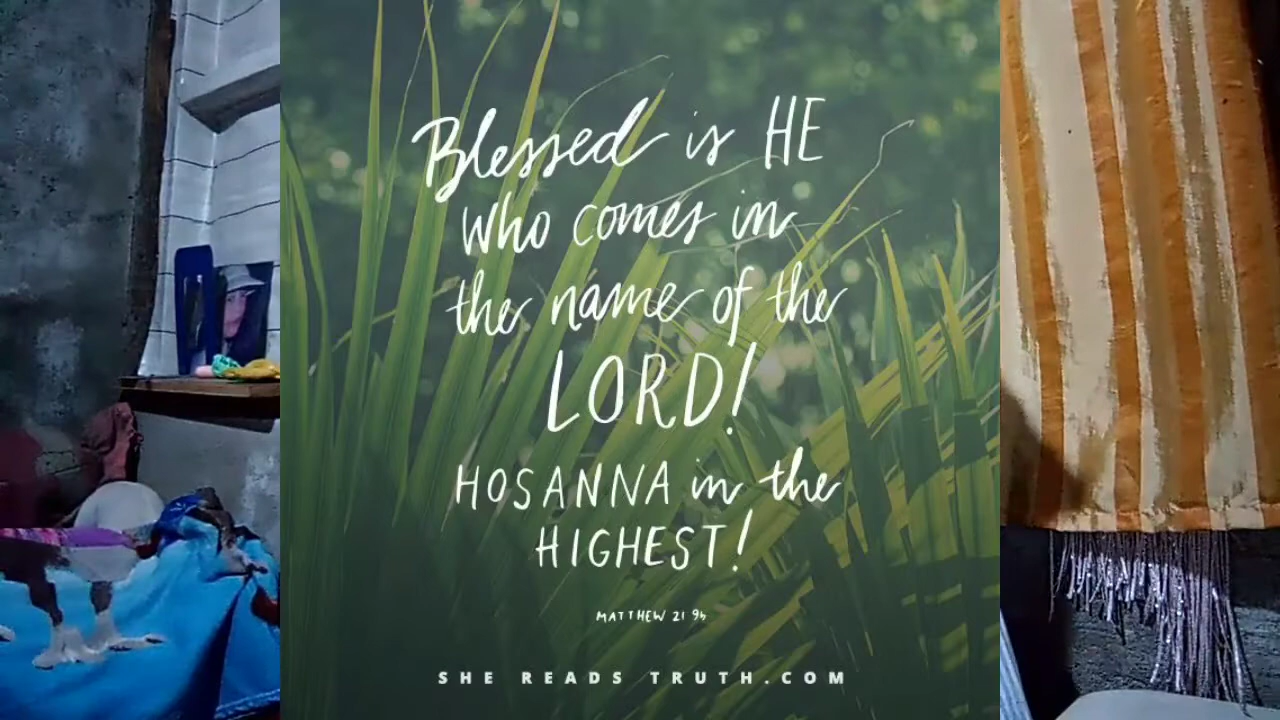 Blessed is HE
who comes in
the name of the
LORD!
HOSANNA in the
HIGHEST!
MATTHEW 21 9b
SHE READS TRUTH.COM